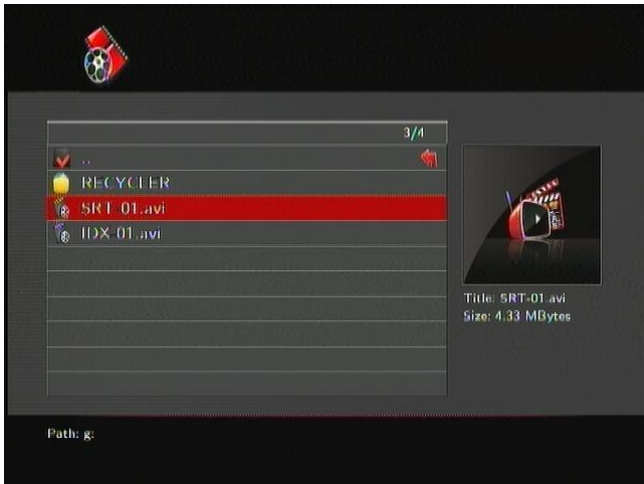 3/4
..
RECYCLER
SRT-01.avi
IDX-01.avi
Title: SRT-01.avi
Size: 4.33 MBytes
Path: g: